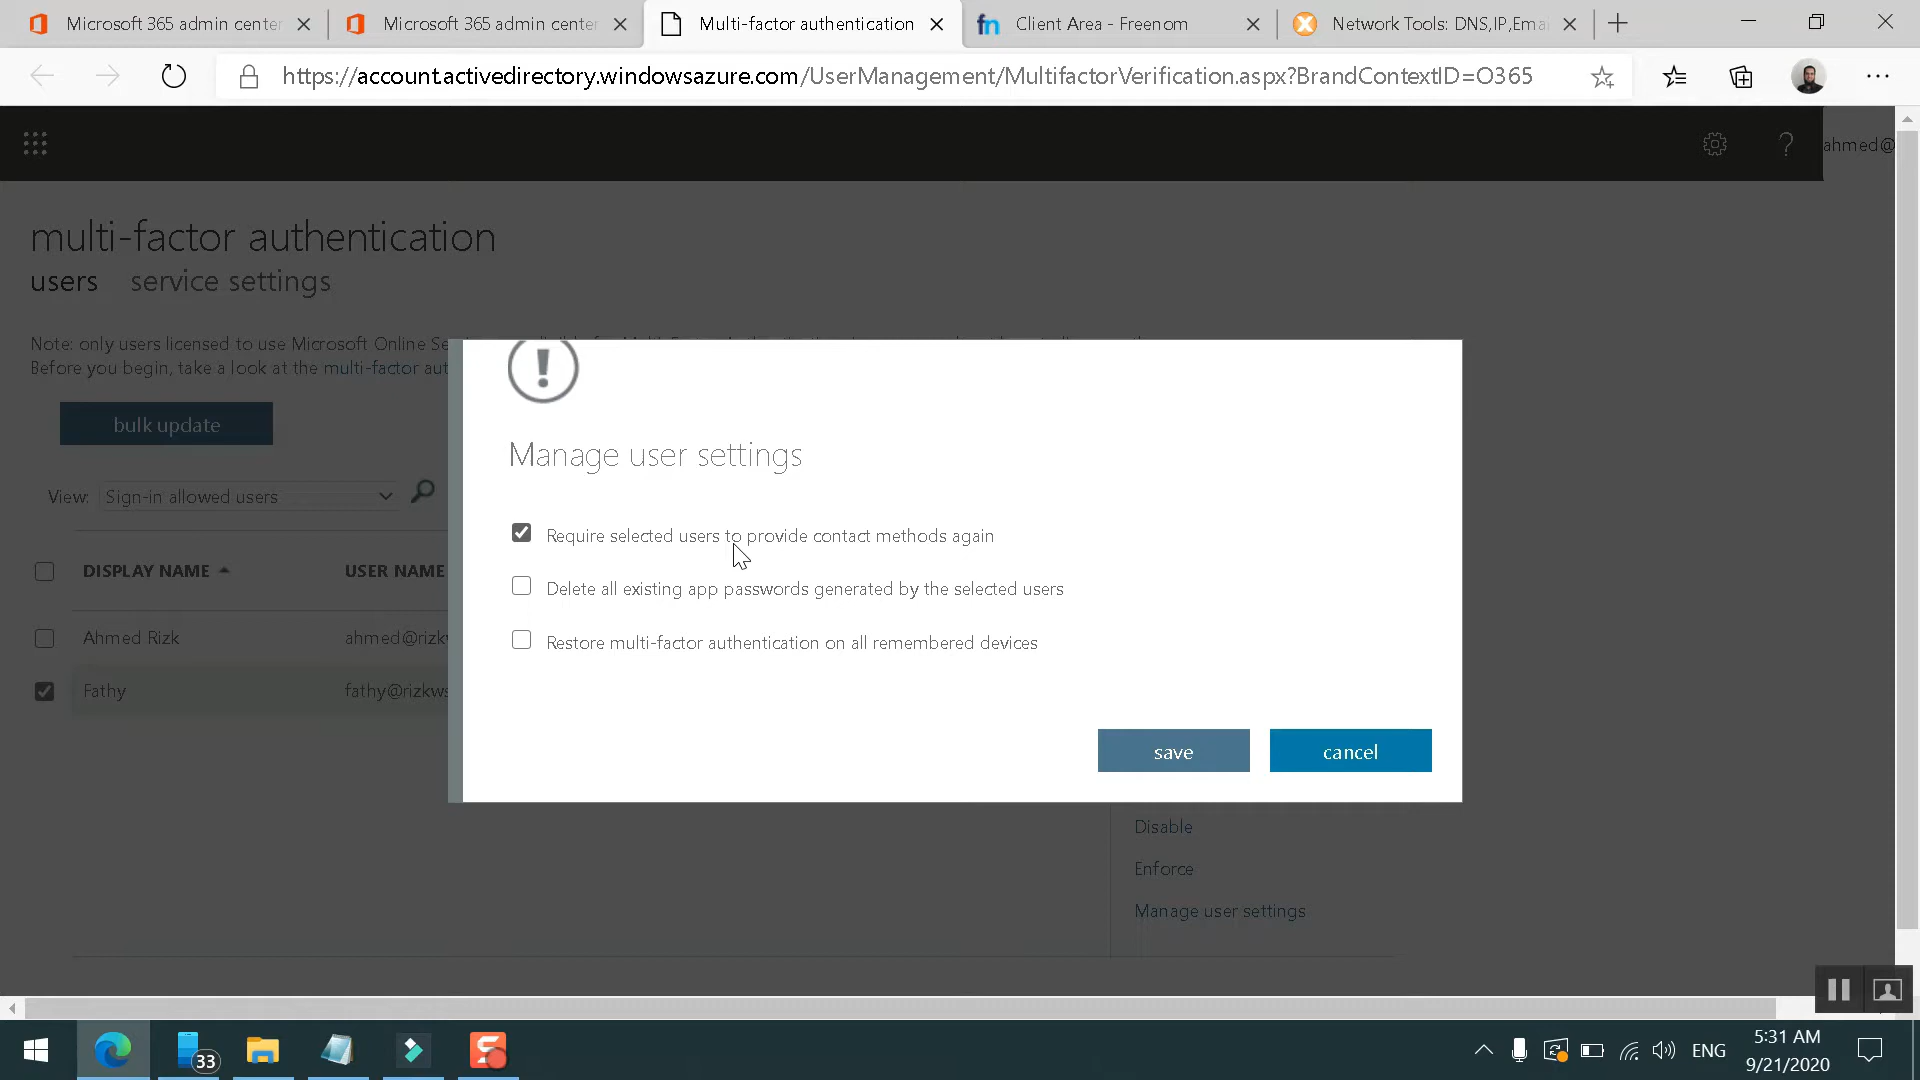 Microsoft 365 admin center
Microsoft 365 admin center
Multi-factor authentication
fn Client Area - Freenom
Network Tools: DNS,IP,Emai
https://account.activedirectory.windowsazure.com/UserManagement/MultifactorVerification.aspx?BrandContextID=O365
?
ahmed@
multi-factor authentication
users service settings
Note: only users licensed to use Microsoft Online Se
Before you begin, take a look at the multi-factor aut
bulk update
View: Sign-in allowed users
DISPLAY NAME USER NAME
Ahmed Rizk ahmed@rizkw
Fathy fathy@rizkws
!
Manage user settings
Require selected users to provide contact methods again
Delete all existing app passwords generated by the selected users
Restore multi-factor authentication on all remembered devices
save cancel
Disable
Enforce
Manage user settings
33
ENG
5:31 AM
9/21/2020